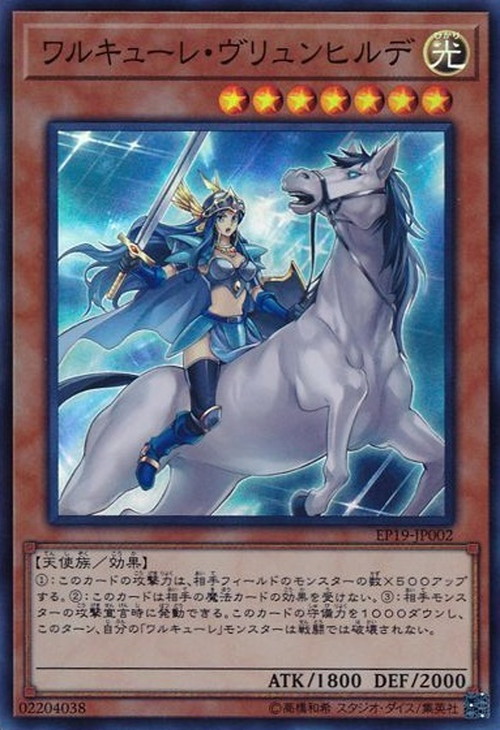 ワルキューレ・ヴリュンヒルデ
ひかり
光
EP19-JP002
【天使族／効果】
①：このカードの攻撃力は、相手フィールドのモンスターの数×５００アップ
する。②：このカードは相手の魔法カードの効果を受けない。③：相手モン
スターの攻撃宣言時に発動できる。このカードの守備力を１０００ダウンし、
このターン、自分の「ワルキューレ」モンスターは戦闘では破壊されない。
ATK/1800 DEF/2000
02204038
©高橋和希 スタジオ・ダイス/集英社